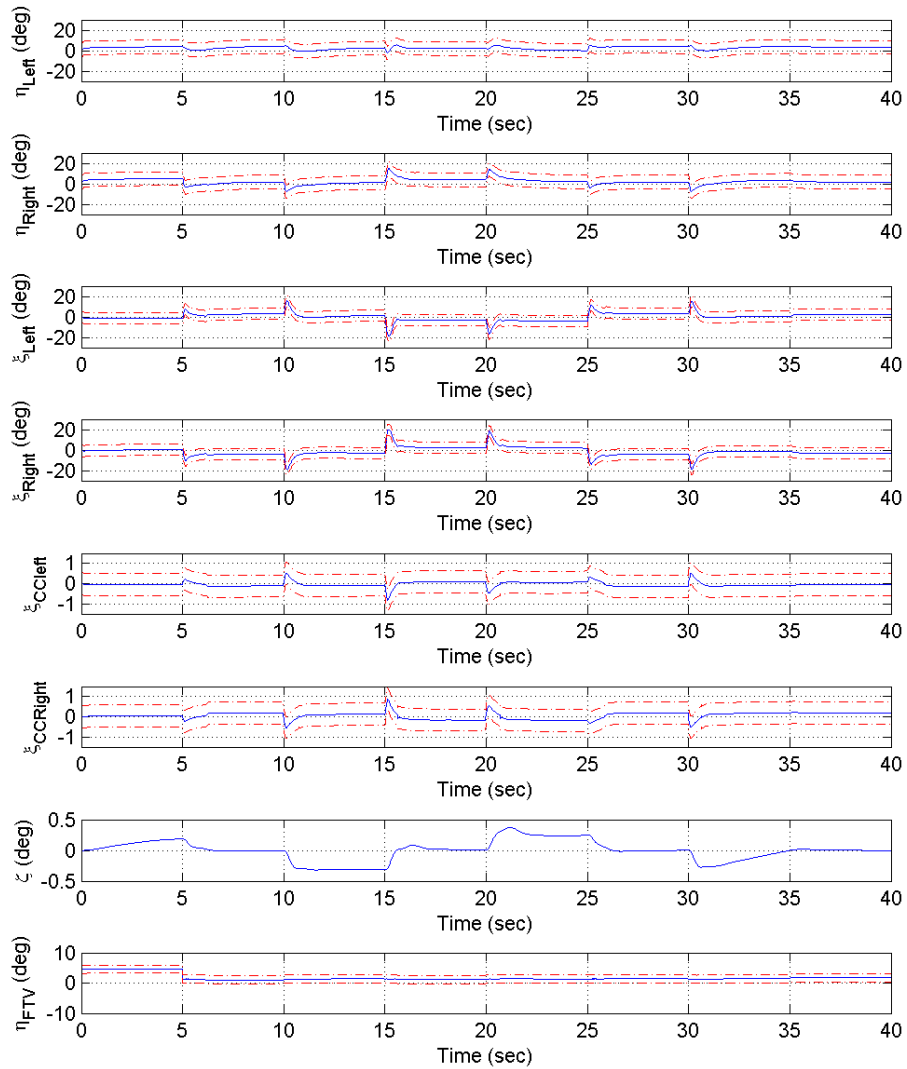 20
0
-20
η_Left (deg)
0 5 10 15 20 25 30 35 40
Time (sec)
20
0
-20
η_Right (deg)
0 5 10 15 20 25 30 35 40
Time (sec)
20
0
-20
ξ_Left (deg)
0 5 10 15 20 25 30 35 40
Time (sec)
20
0
-20
ξ_Right (deg)
0 5 10 15 20 25 30 35 40
Time (sec)
1
0
-1
ξ_CCleft
0 5 10 15 20 25 30 35 40
Time (sec)
1
0
-1
ξ_CCRight
0 5 10 15 20 25 30 35 40
Time (sec)
0.5
0
-0.5
ζ (deg)
0 5 10 15 20 25 30 35 40
Time (sec)
10
0
-10
η_FTV (deg)
0 5 10 15 20 25 30 35 40
Time (sec)